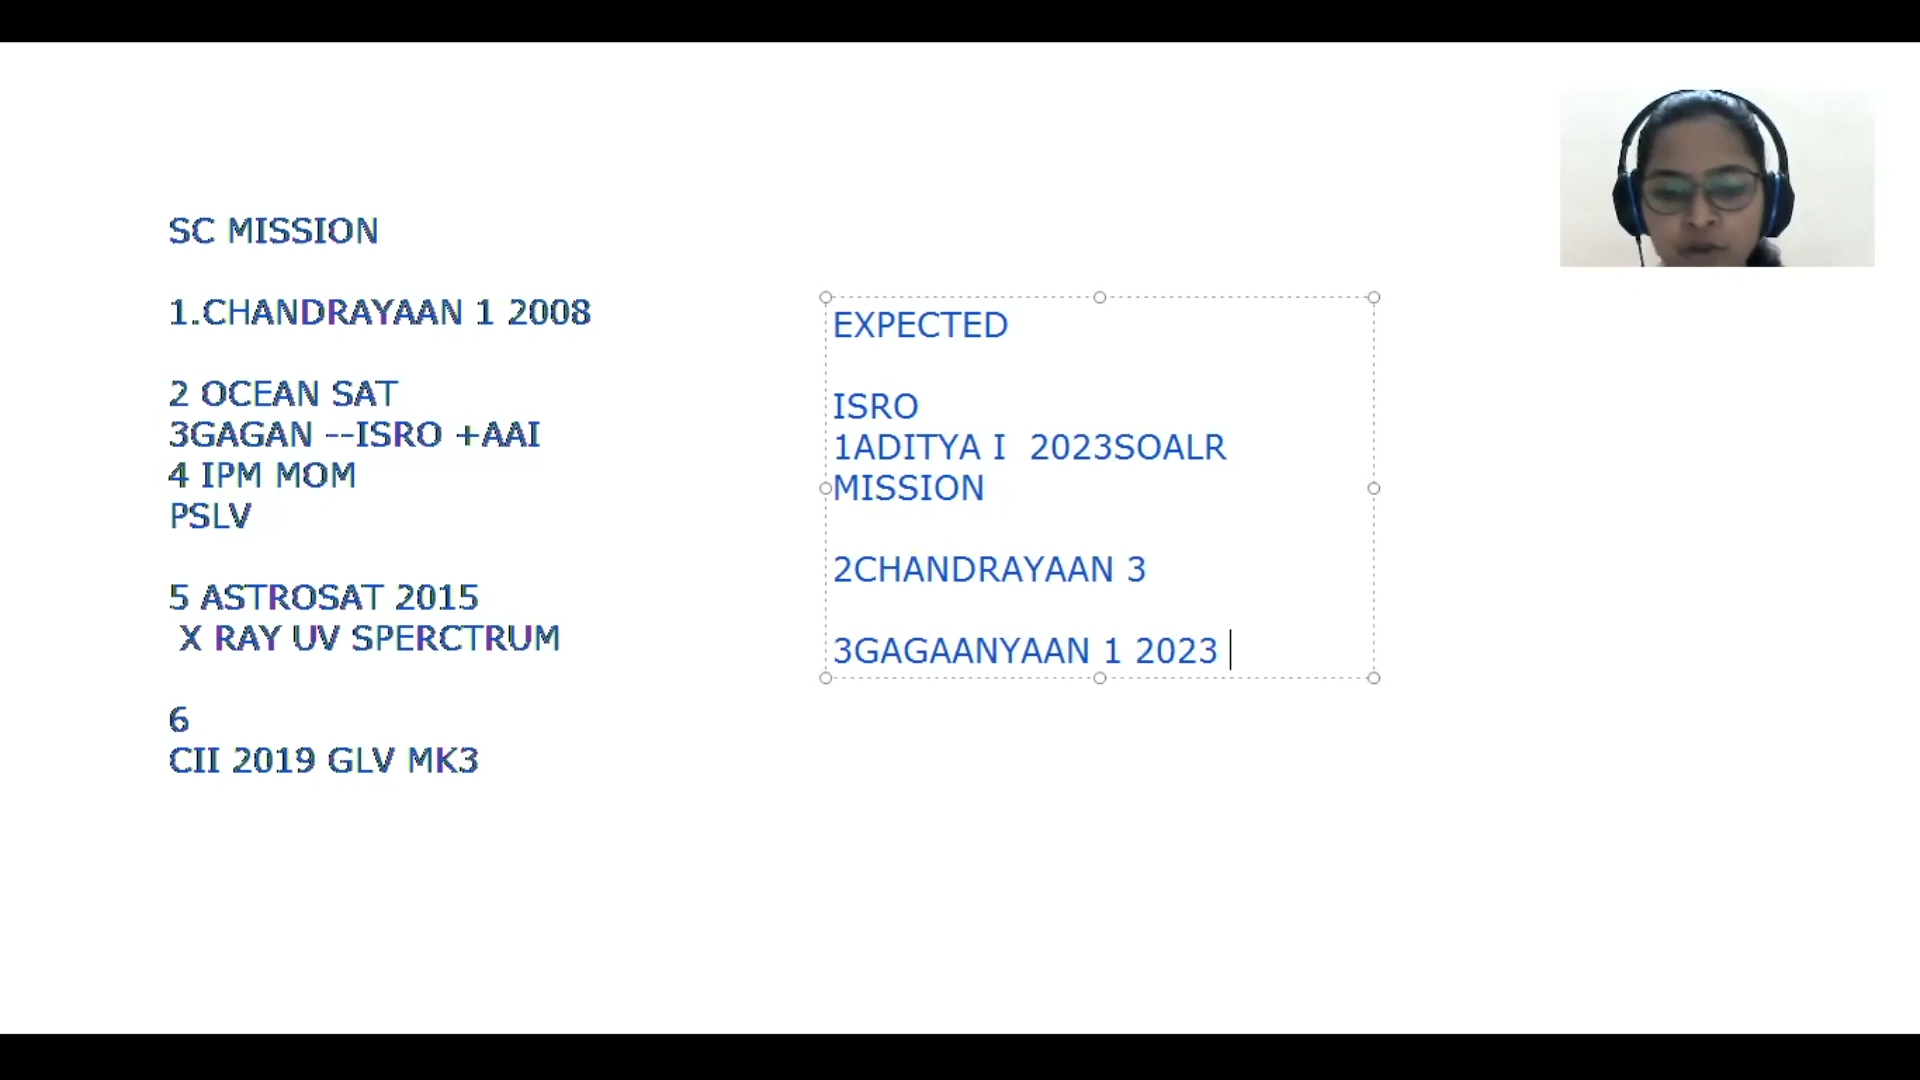 SC MISSION
1.CHANDRAYAAN 1 2008
2 OCEAN SAT
3GAGAN --ISRO +AAI
4 IPM MOM
PSLV
5 ASTROSAT 2015
X RAY UV SPERCTRUM
6
CII 2019 GLV MK3
EXPECTED
ISRO
1ADITYA I  2023SOALR
MISSION
2CHANDRAYAAN 3
3GAGAANYAAN 1 2023